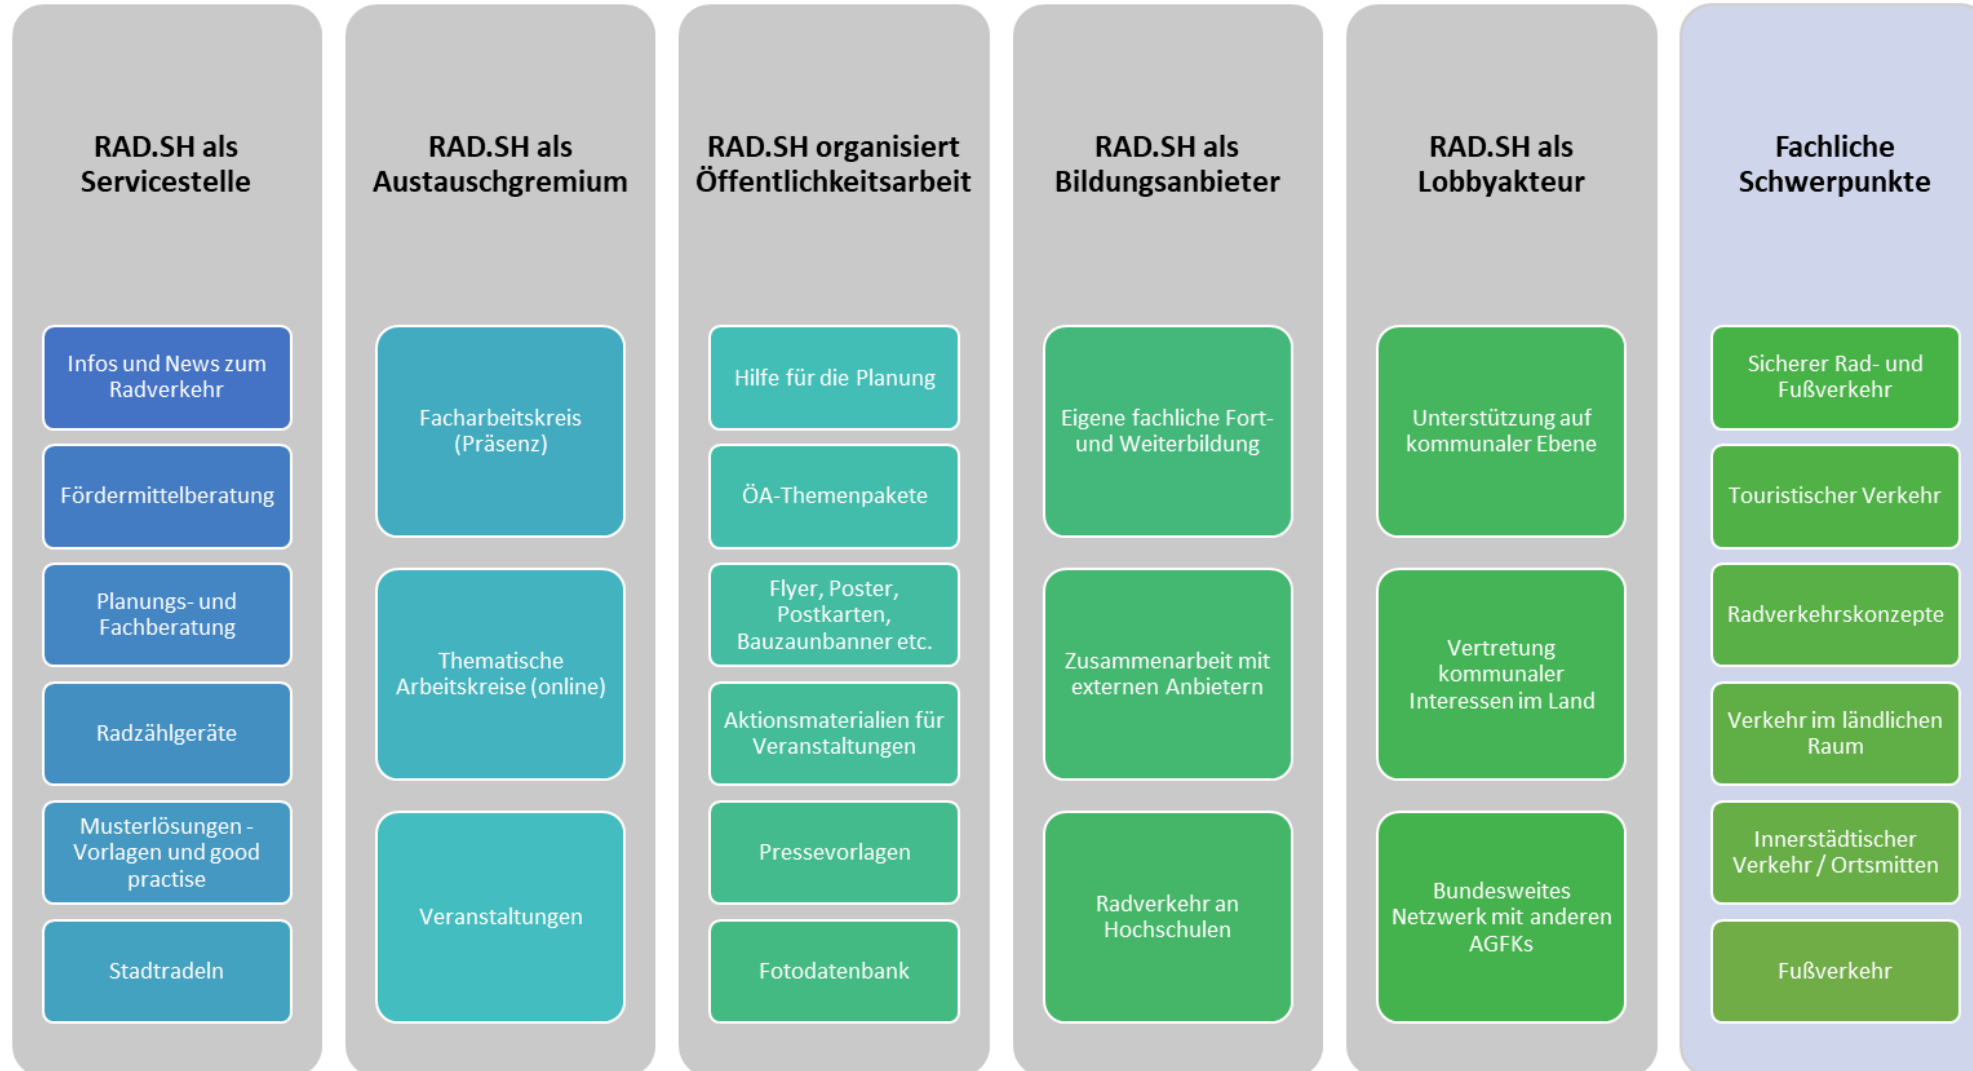 RAD.SH als
Servicestelle
Infos und News zum
Radverkehr
Fördermittelberatung
Planungs- und
Fachberatung
Radzählgeräte
Musterlösungen -
Vorlagen und good
practise
Stadtradeln
RAD.SH als
Austauschgremium
Facharbeitskreis
(Präsenz)
Thematische
Arbeitskreise (online)
Veranstaltungen
RAD.SH organisiert
Öffentlichkeitsarbeit
Hilfe für die Planung
ÖA-Themenpakete
Flyer, Poster,
Postkarten,
Bauzaunbanner etc.
Aktionsmaterialien für
Veranstaltungen
Pressevorlagen
Fotodatenbank
RAD.SH als
Bildungsanbieter
Eigene fachliche Fort-
und Weiterbildung
Zusammenarbeit mit
externen Anbietern
Radverkehr an
Hochschulen
RAD.SH als
Lobbyakteur
Unterstützung auf
kommunaler Ebene
Vertretung
kommunaler
Interessen im Land
Bundesweites
Netzwerk mit anderen
AGFKs
Fachliche
Schwerpunkte
Sicherer Rad- und
Fußverkehr
Touristischer Verkehr
Radverkehrskonzepte
Verkehr im ländlichen
Raum
Innerstädtischer
Verkehr / Ortsmitten
Fußverkehr